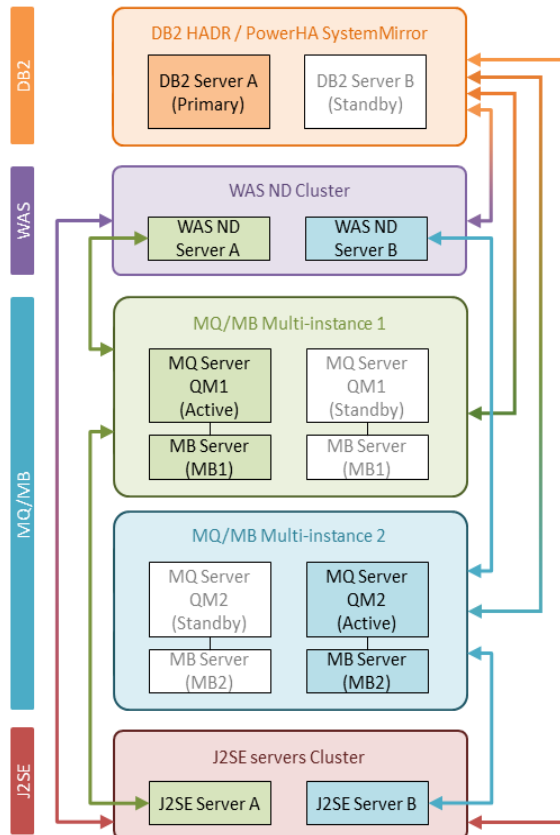 DB2
DB2 HADR / PowerHA SystemMirror
DB2 Server A
(Primary)
DB2 Server B
(Standby)
WAS
WAS ND Cluster
WAS ND
Server A
WAS ND
Server B
MQ/MB
MQ/MB Multi-instance 1
MQ Server
QM1
(Active)
MB Server
(MB1)
MQ Server
QM1
(Standby)
MB Server
(MB1)
MQ/MB Multi-instance 2
MQ Server
QM2
(Standby)
MB Server
(MB2)
MQ Server
QM2
(Active)
MB Server
(MB2)
J2SE
J2SE servers Cluster
J2SE Server A
J2SE Server B